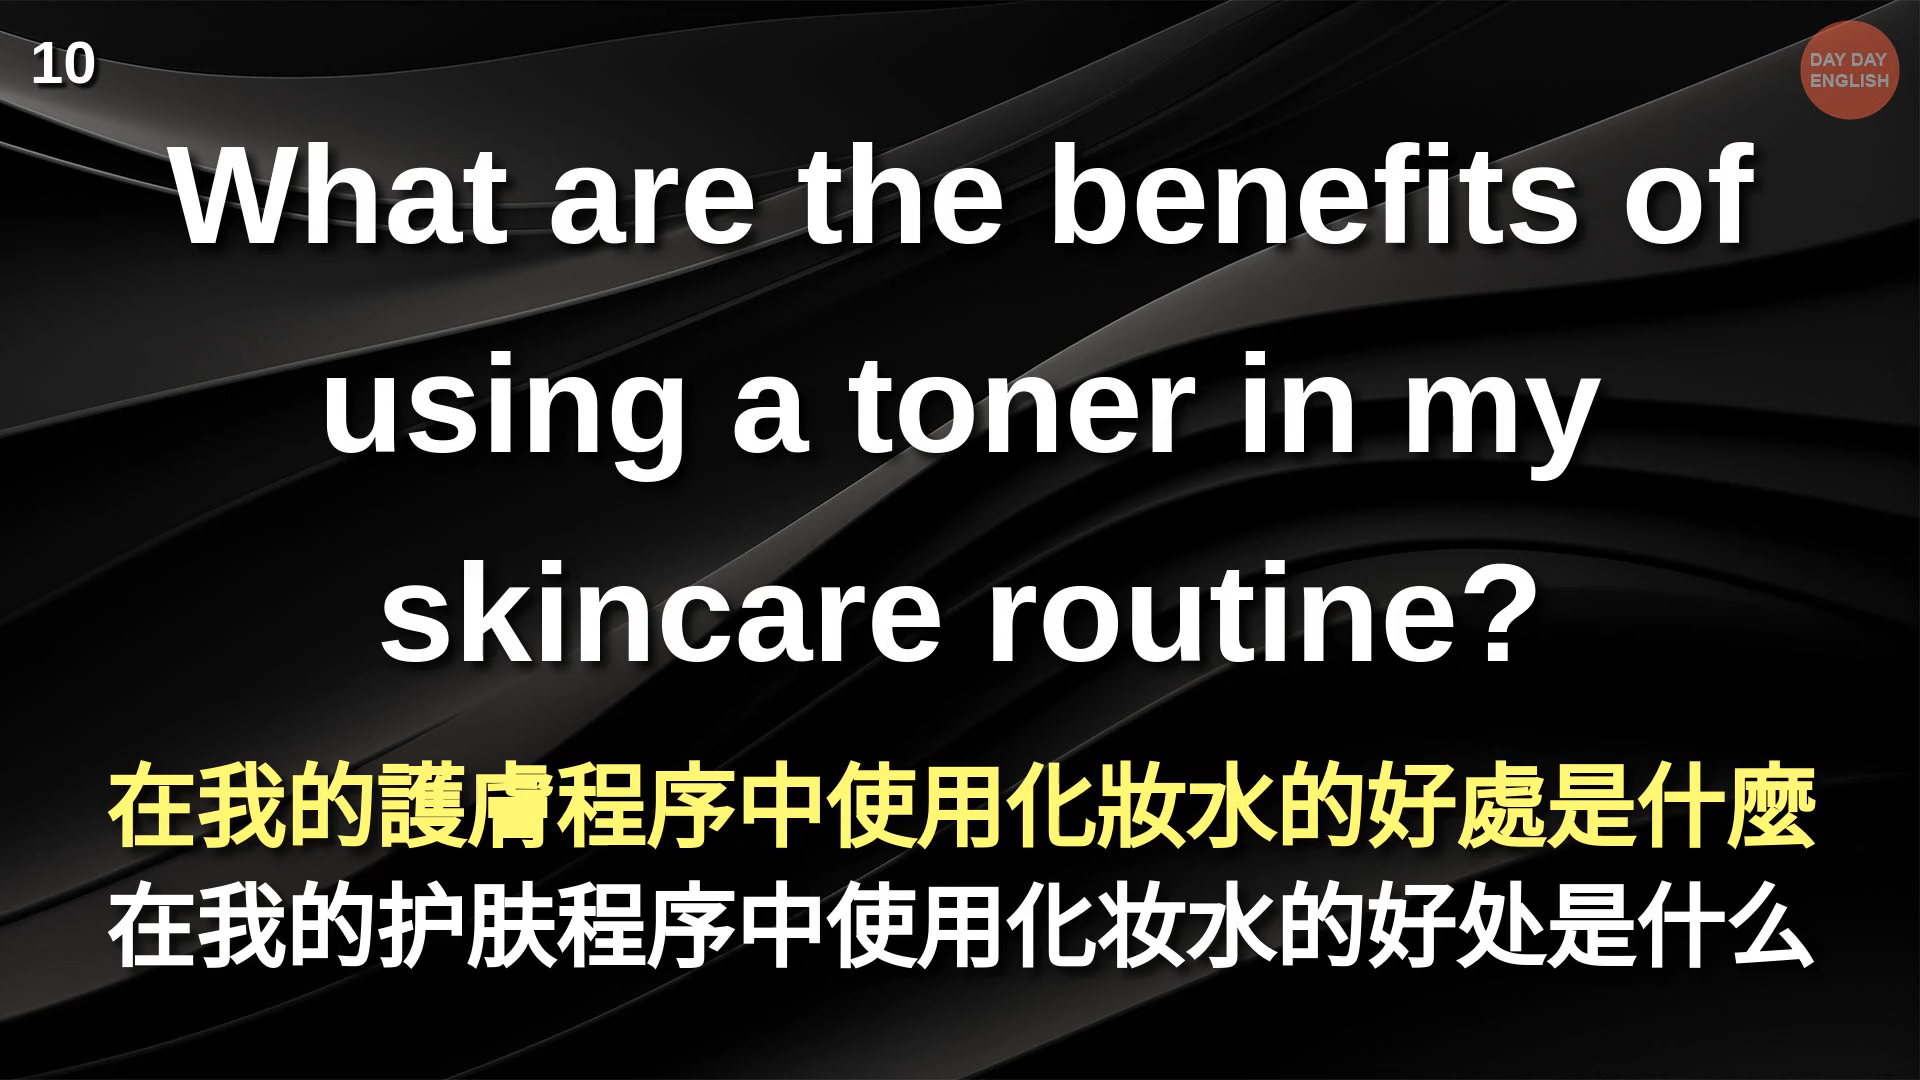 10
DAY DAY
ENGLISH
What are the benefits of
using a toner in my
skincare routine?
在我的護膚程序中使用化妝水的好處是什麼
在我的护肤程序中使用化妆水的好处是什么